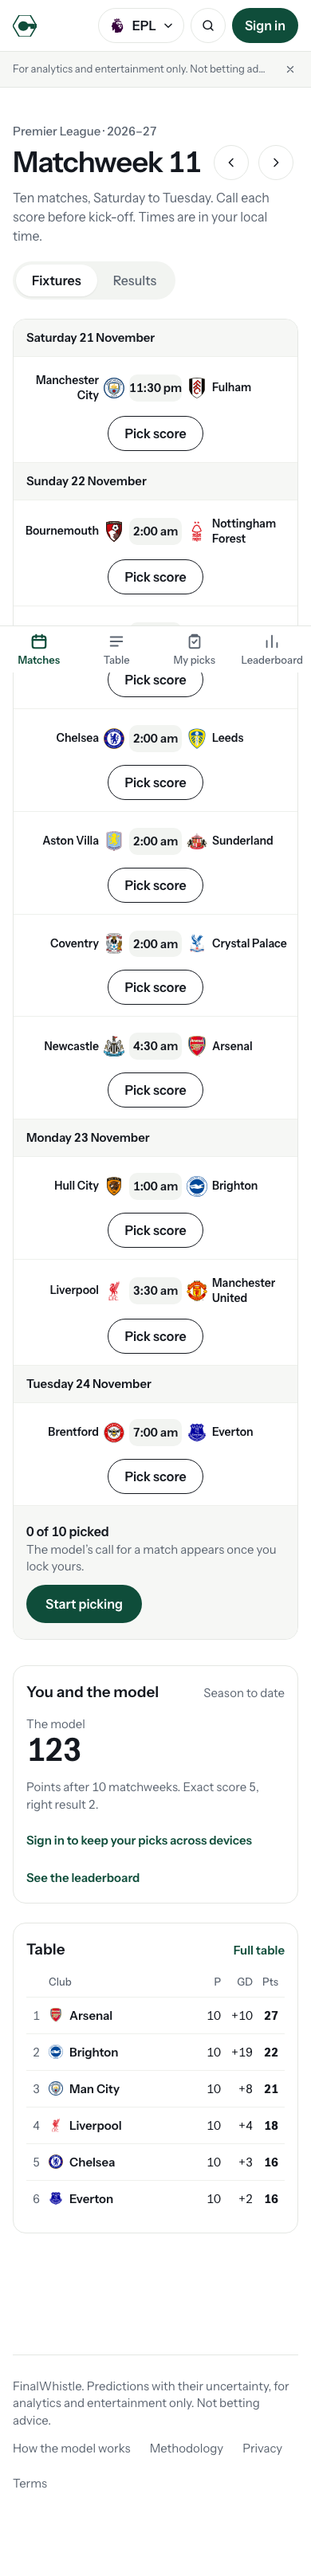 EPL
Sign in
For analytics and entertainment only. Not betting ad...
Premier League · 2026–27
Matchweek 11
Ten matches, Saturday to Tuesday. Call each
score before kick-off. Times are in your local
time.
Fixtures Results
Saturday 21 November
Manchester City 11:30 pm Fulham
Pick score
Sunday 22 November
Bournemouth 2:00 am Nottingham Forest
Pick score
Matches Table My picks Leaderboard
Pick score
Chelsea 2:00 am Leeds
Pick score
Aston Villa 2:00 am Sunderland
Pick score
Coventry 2:00 am Crystal Palace
Pick score
Newcastle 4:30 am Arsenal
Pick score
Monday 23 November
Hull City 1:00 am Brighton
Pick score
Liverpool 3:30 am Manchester United
Pick score
Tuesday 24 November
Brentford 7:00 am Everton
Pick score
0 of 10 picked
The model's call for a match appears once you
lock yours.
Start picking
You and the model Season to date
The model
123
Points after 10 matchweeks. Exact score 5,
right result 2.
Sign in to keep your picks across devices
See the leaderboard
Table Full table
Club P GD Pts
1 Arsenal 10 +10 27
2 Brighton 10 +19 22
3 Man City 10 +8 21
4 Liverpool 10 +4 18
5 Chelsea 10 +3 16
6 Everton 10 +2 16
FinalWhistle. Predictions with their uncertainty, for
analytics and entertainment only. Not betting
advice.
How the model works Methodology Privacy
Terms